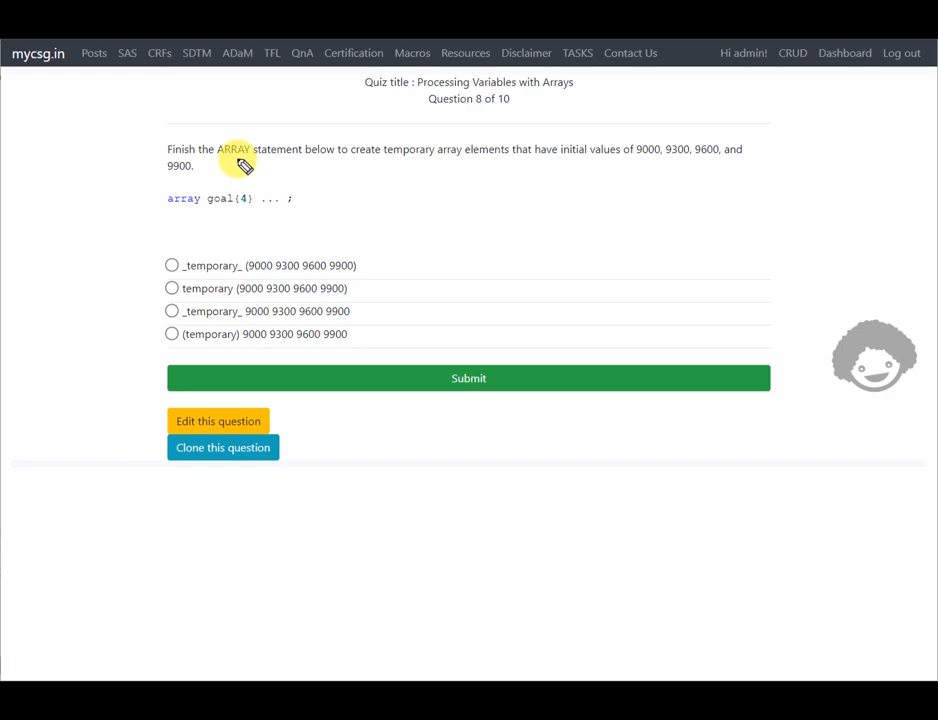 mycsg.in Posts SAS CRFs SDTM ADaM TFL QnA Certification Macros Resources Disclaimer TASKS Contact Us Hi admin! CRUD Dashboard Log out
Quiz title : Processing Variables with Arrays
Question 8 of 10
Finish the ARRAY statement below to create temporary array elements that have initial values of 9000, 9300, 9600, and
9900.
array goal{4} ... ;
_temporary_ (9000 9300 9600 9900)
temporary (9000 9300 9600 9900)
_temporary_ 9000 9300 9600 9900
(temporary) 9000 9300 9600 9900
Submit
Edit this question
Clone this question